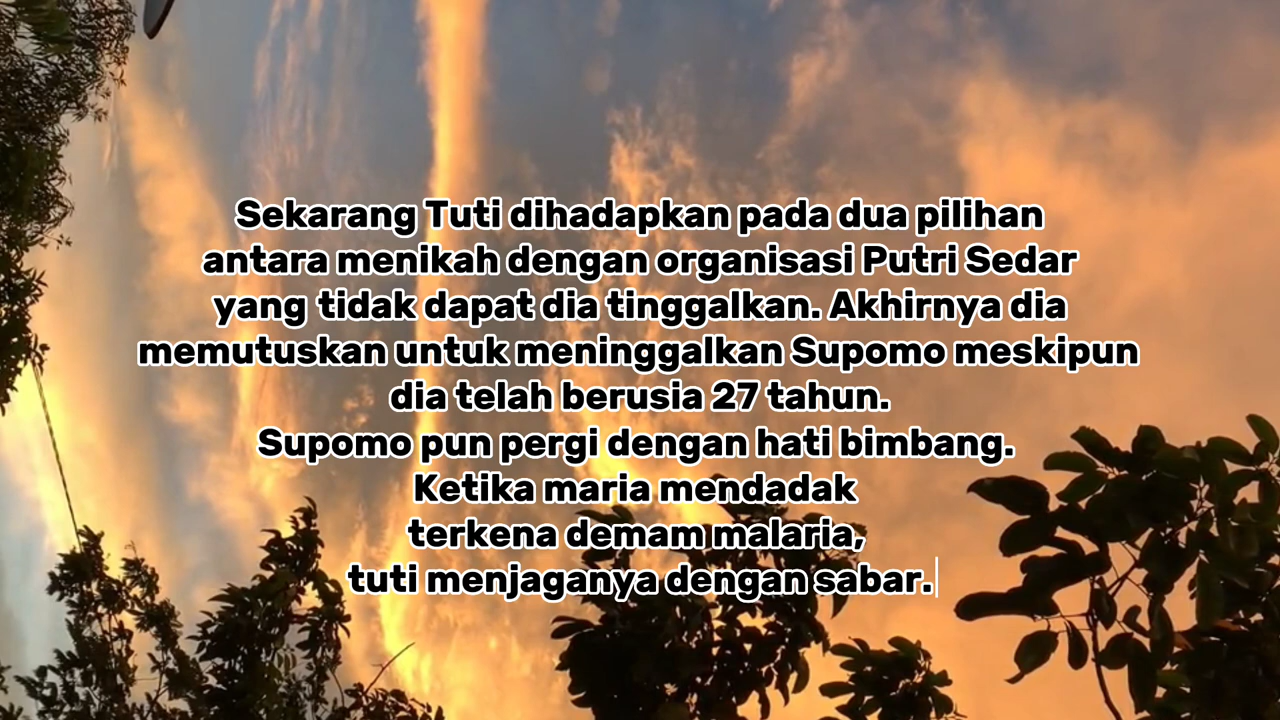 Sekarang Tuti dihadapkan pada dua pilihan
antara menikah dengan organisasi Putri Sedar
yang tidak dapat dia tinggalkan. Akhirnya dia
memutuskan untuk meninggalkan Supomo meskipun
dia telah berusia 27 tahun.
Supomo pun pergi dengan hati bimbang.
Ketika maria mendadak
terkena demam malaria,
tuti menjaganya dengan sabar.